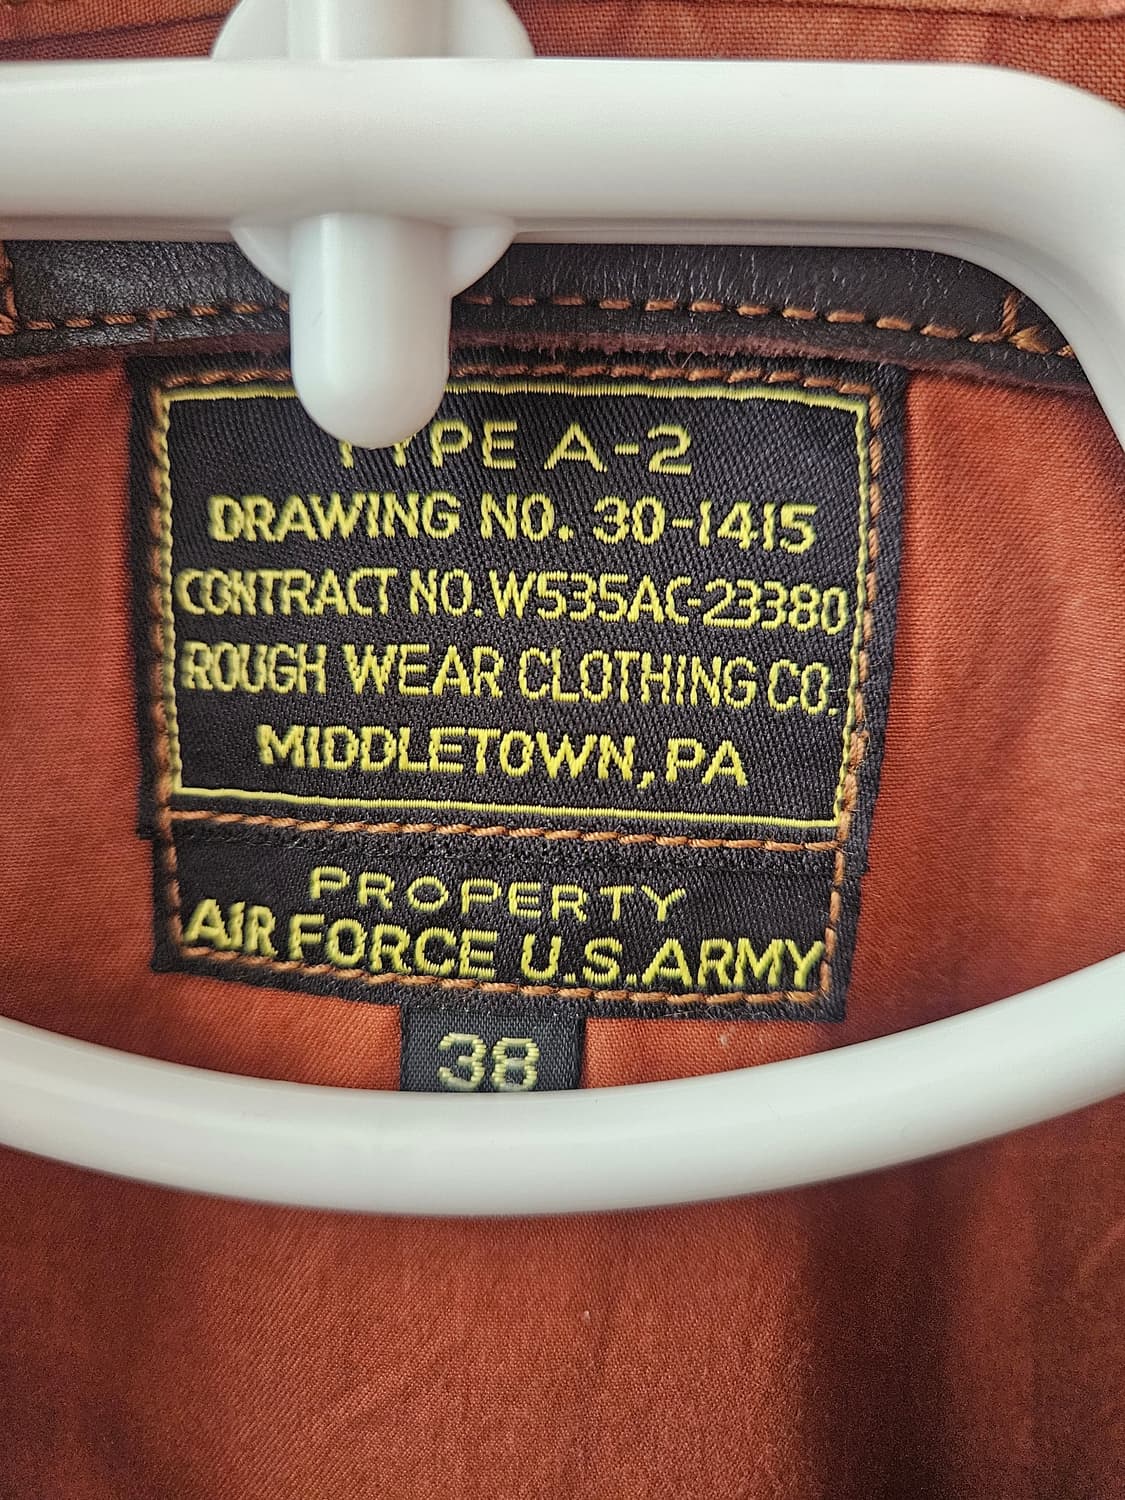 TYPE A-2
DRAWING NO. 30-1415
CONTRACT NO. W535AC-23380
ROUGH WEAR CLOTHING CO.
MIDDLETOWN, PA
PROPERTY
AIR FORCE U.S. ARMY
38